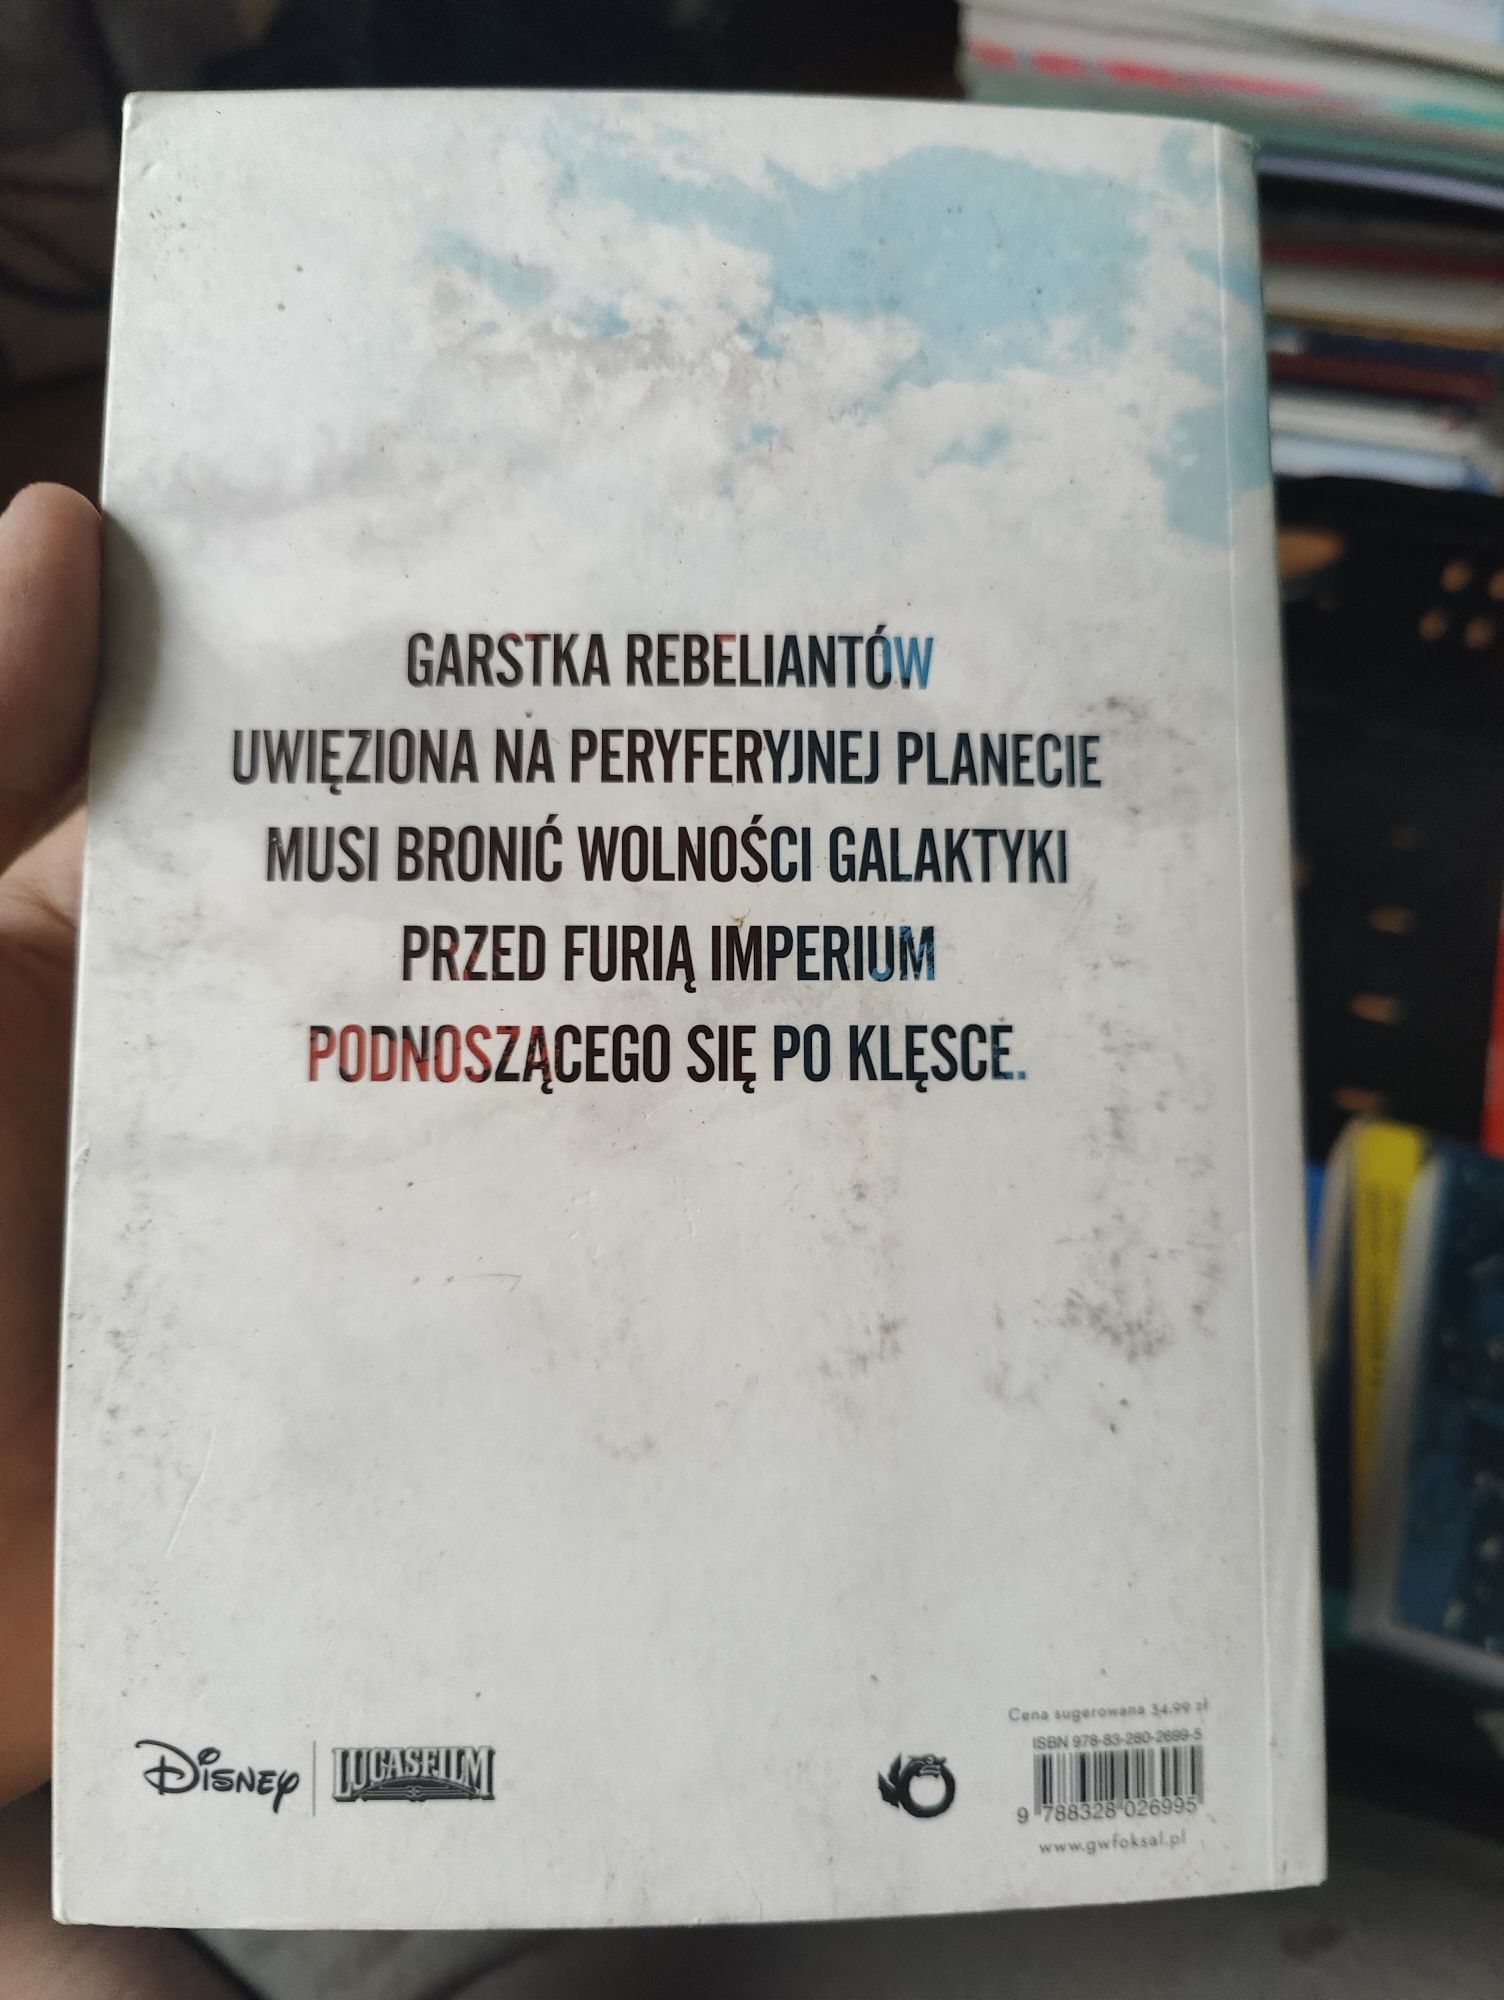 GARSTKA REBELIANTÓW
UWIĘZIONA NA PERYFERYJNEJ PLANECIE
MUSI BRONIĆ WOLNOŚCI GALAKTYKI
PRZED FURIĄ IMPERIUM
PODNOSZĄCEGO SIĘ PO KLĘSCE.
DISNEY
LUCASFILM
Cena sugerowana 34.99 zł
ISBN 978-83-280-2699-5
9 788328 026995
www.gwfoksal.pl